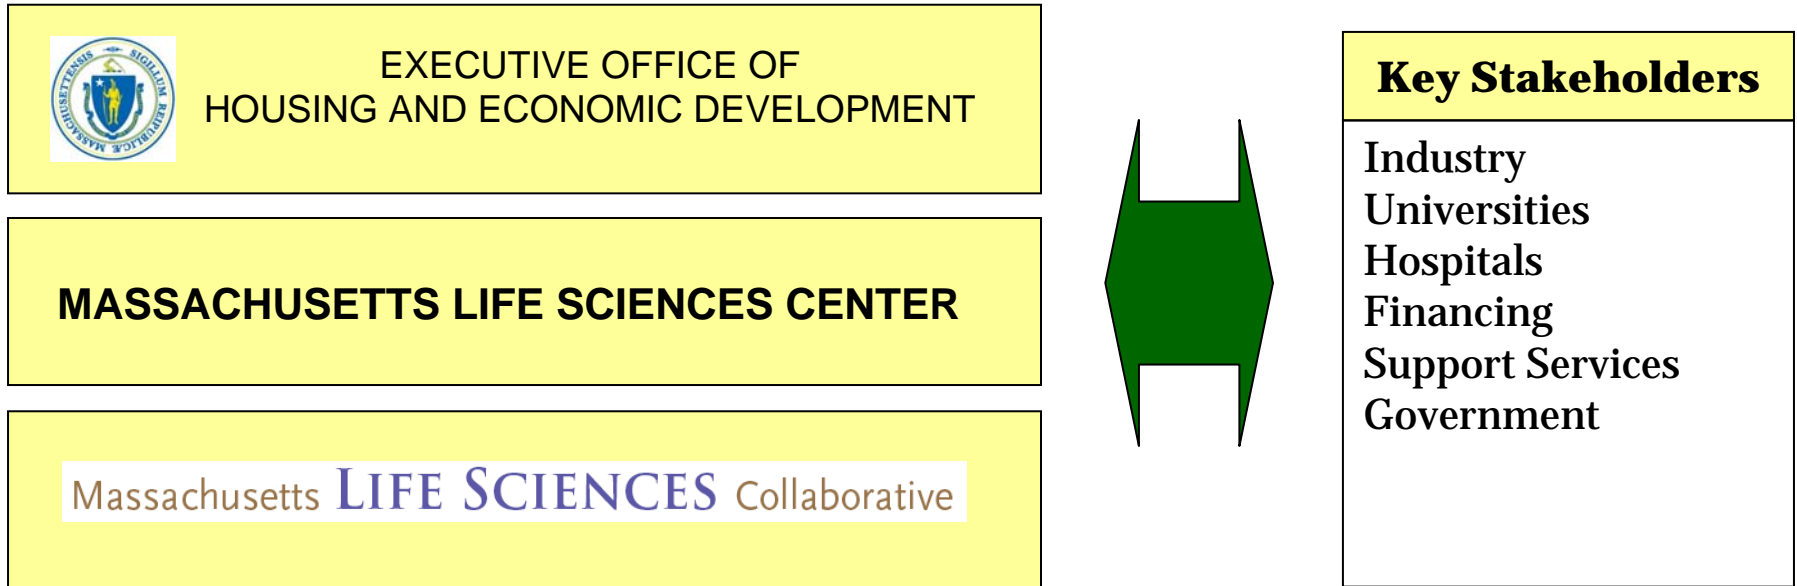 EXECUTIVE OFFICE OF
HOUSING AND ECONOMIC DEVELOPMENT
MASSACHUSETTS LIFE SCIENCES CENTER
Massachusetts LIFE SCIENCES Collaborative
Key Stakeholders
Industry
Universities
Hospitals
Financing
Support Services
Government